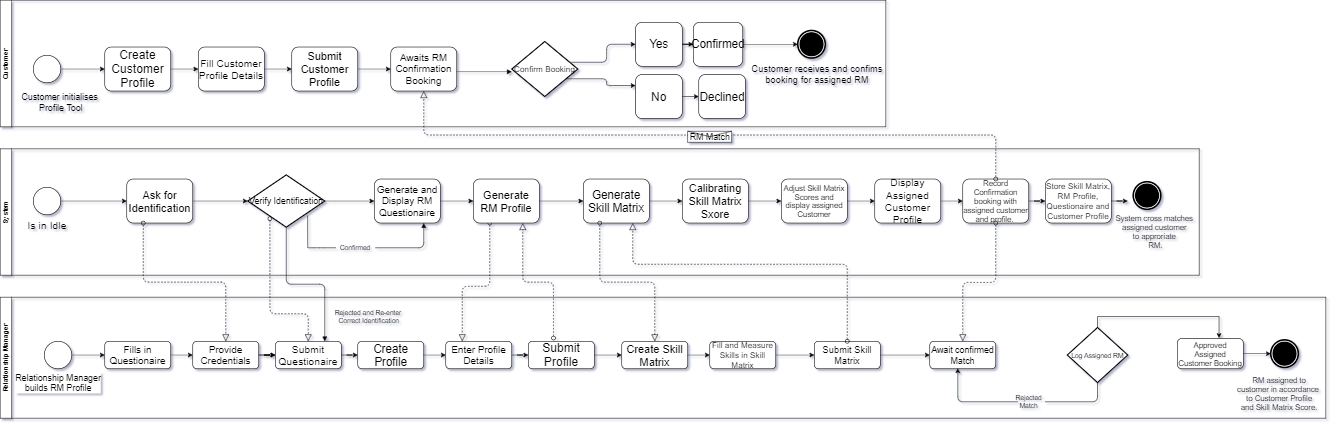 Customer
Customer initialises
Profile Tool
Create
Customer
Profile
Fill Customer
Profile Details
Submit
Customer
Profile
Awaits RM
Confirmation
Booking
Confirm Booking
Yes
Confirmed
No
Declined
Customer receives and confims
booking for assigned RM
RM Match
System
Is in Idle.
Ask for
Identification
Verify Identification
Confirmed
Generate and
Display RM
Questionaire
Generate
RM Profile
Generate
Skill Matrix
Calibrating
Skill Matrix
Sxore
Adjust Skill Matrix
Scores and
display assigned
Customer
Display
Assigned
Customer
Profile
Record
Confirmation
booking with
assigned customer
and profile.
Store Skill Matrix,
RM Profile,
Questionaire and
Customer Profile
System cross matches
assigned customer
to approriate
RM.
Relationship Manager
Relationship Manager
builds RM Profile
Fills in
Questionaire
Provide
Credentials
Submit
Questionaire
Rejected and Re-enter
Correct Identification
Create
Profile
Enter Profile
Details
Submit
Profile
Create Skill
Matrix
Fill and Measure
Skills in Skill
Matrix
Submit Skill
Matrix
Await confirmed
Match
Rejected
Match
Log Assigned RM
Approved
Assigned
Customer Booking
RM assigned to
customer in accordance
to Customer Profile
and Skill Matrix Score.